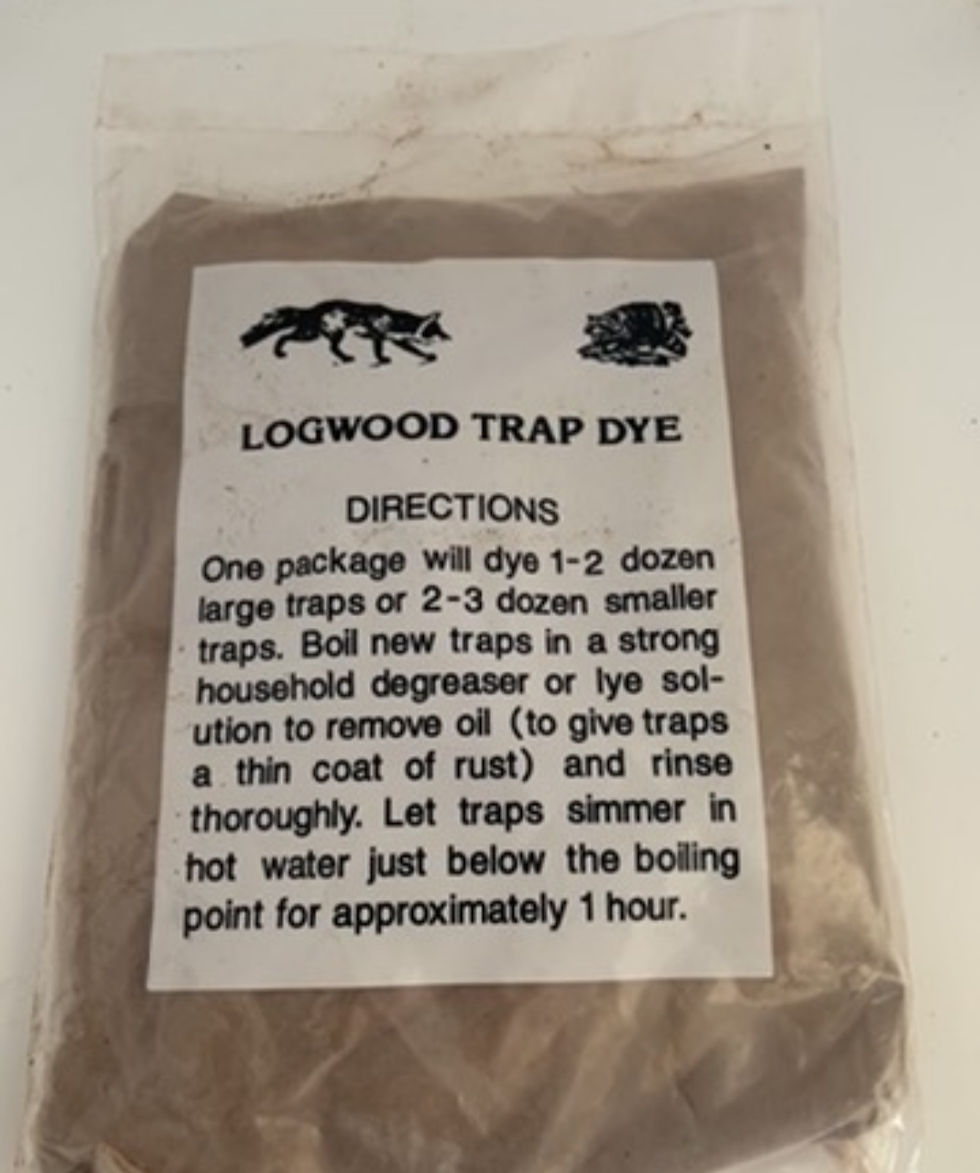 LOGWOOD TRAP DYE
DIRECTIONS
One package will dye 1-2 dozen
large traps or 2-3 dozen smaller
traps. Boil new traps in a strong
household degreaser or lye sol-
ution to remove oil (to give traps
a thin coat of rust) and rinse
thoroughly. Let traps simmer in
hot water just below the boiling
point for approximately 1 hour.